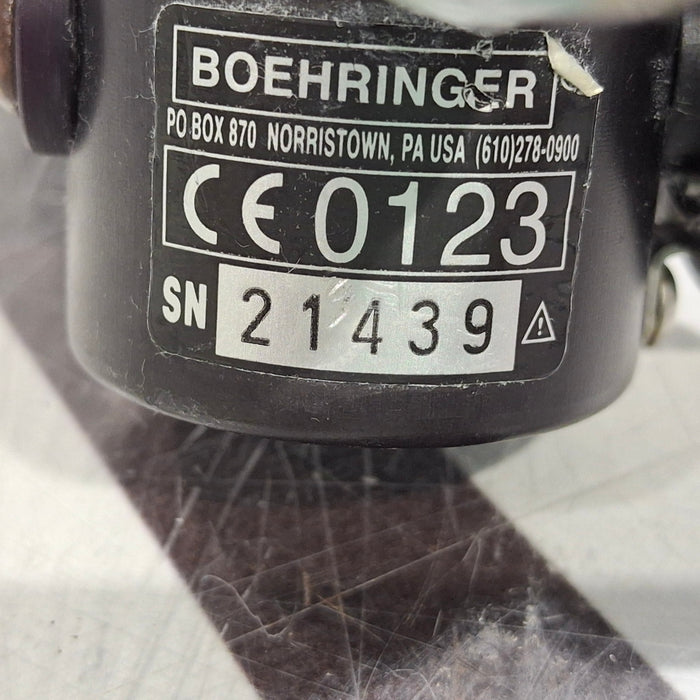 BOEHRINGER
PO BOX 870 NORRISTOWN, PA USA (610)278-0900
CE 0123
SN 21439